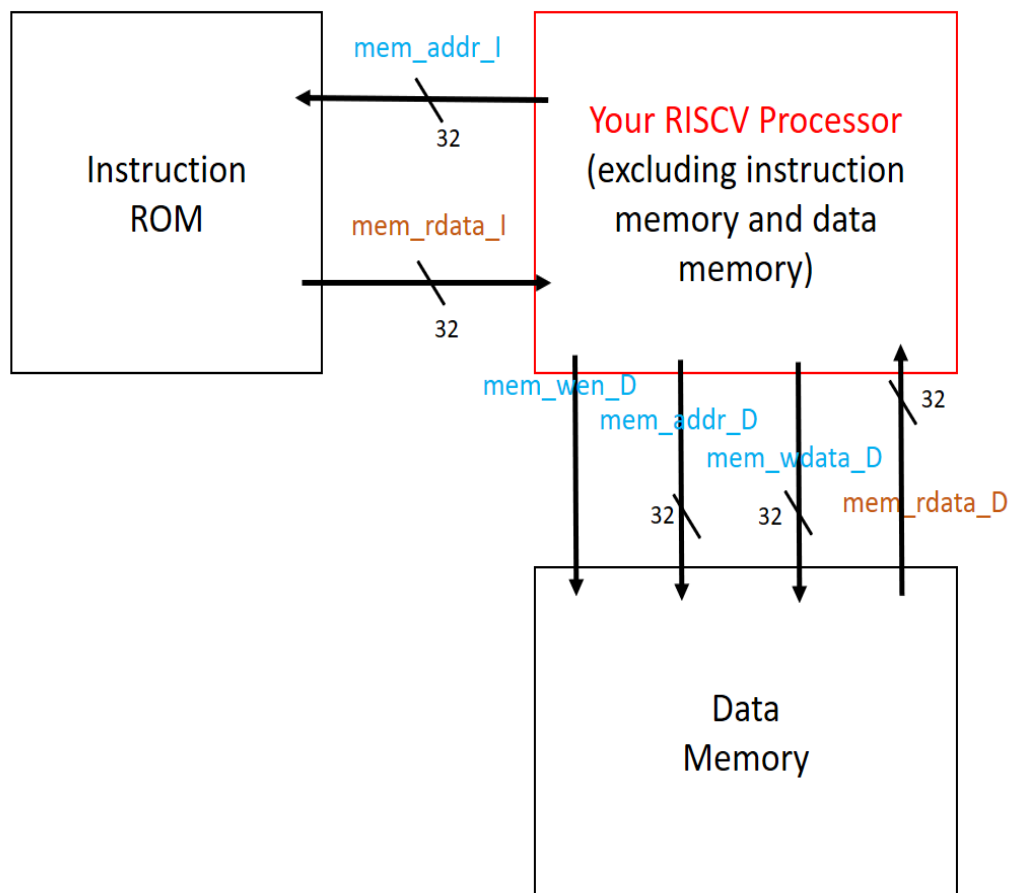 mem_addr_I
32
Instruction
ROM
mem_rdata_I
32
Your RISCV Processor
(excluding instruction
memory and data
memory)
mem_wen_D
mem_addr_D
32
mem_wdata_D
32
32
mem_rdata_D
Data
Memory